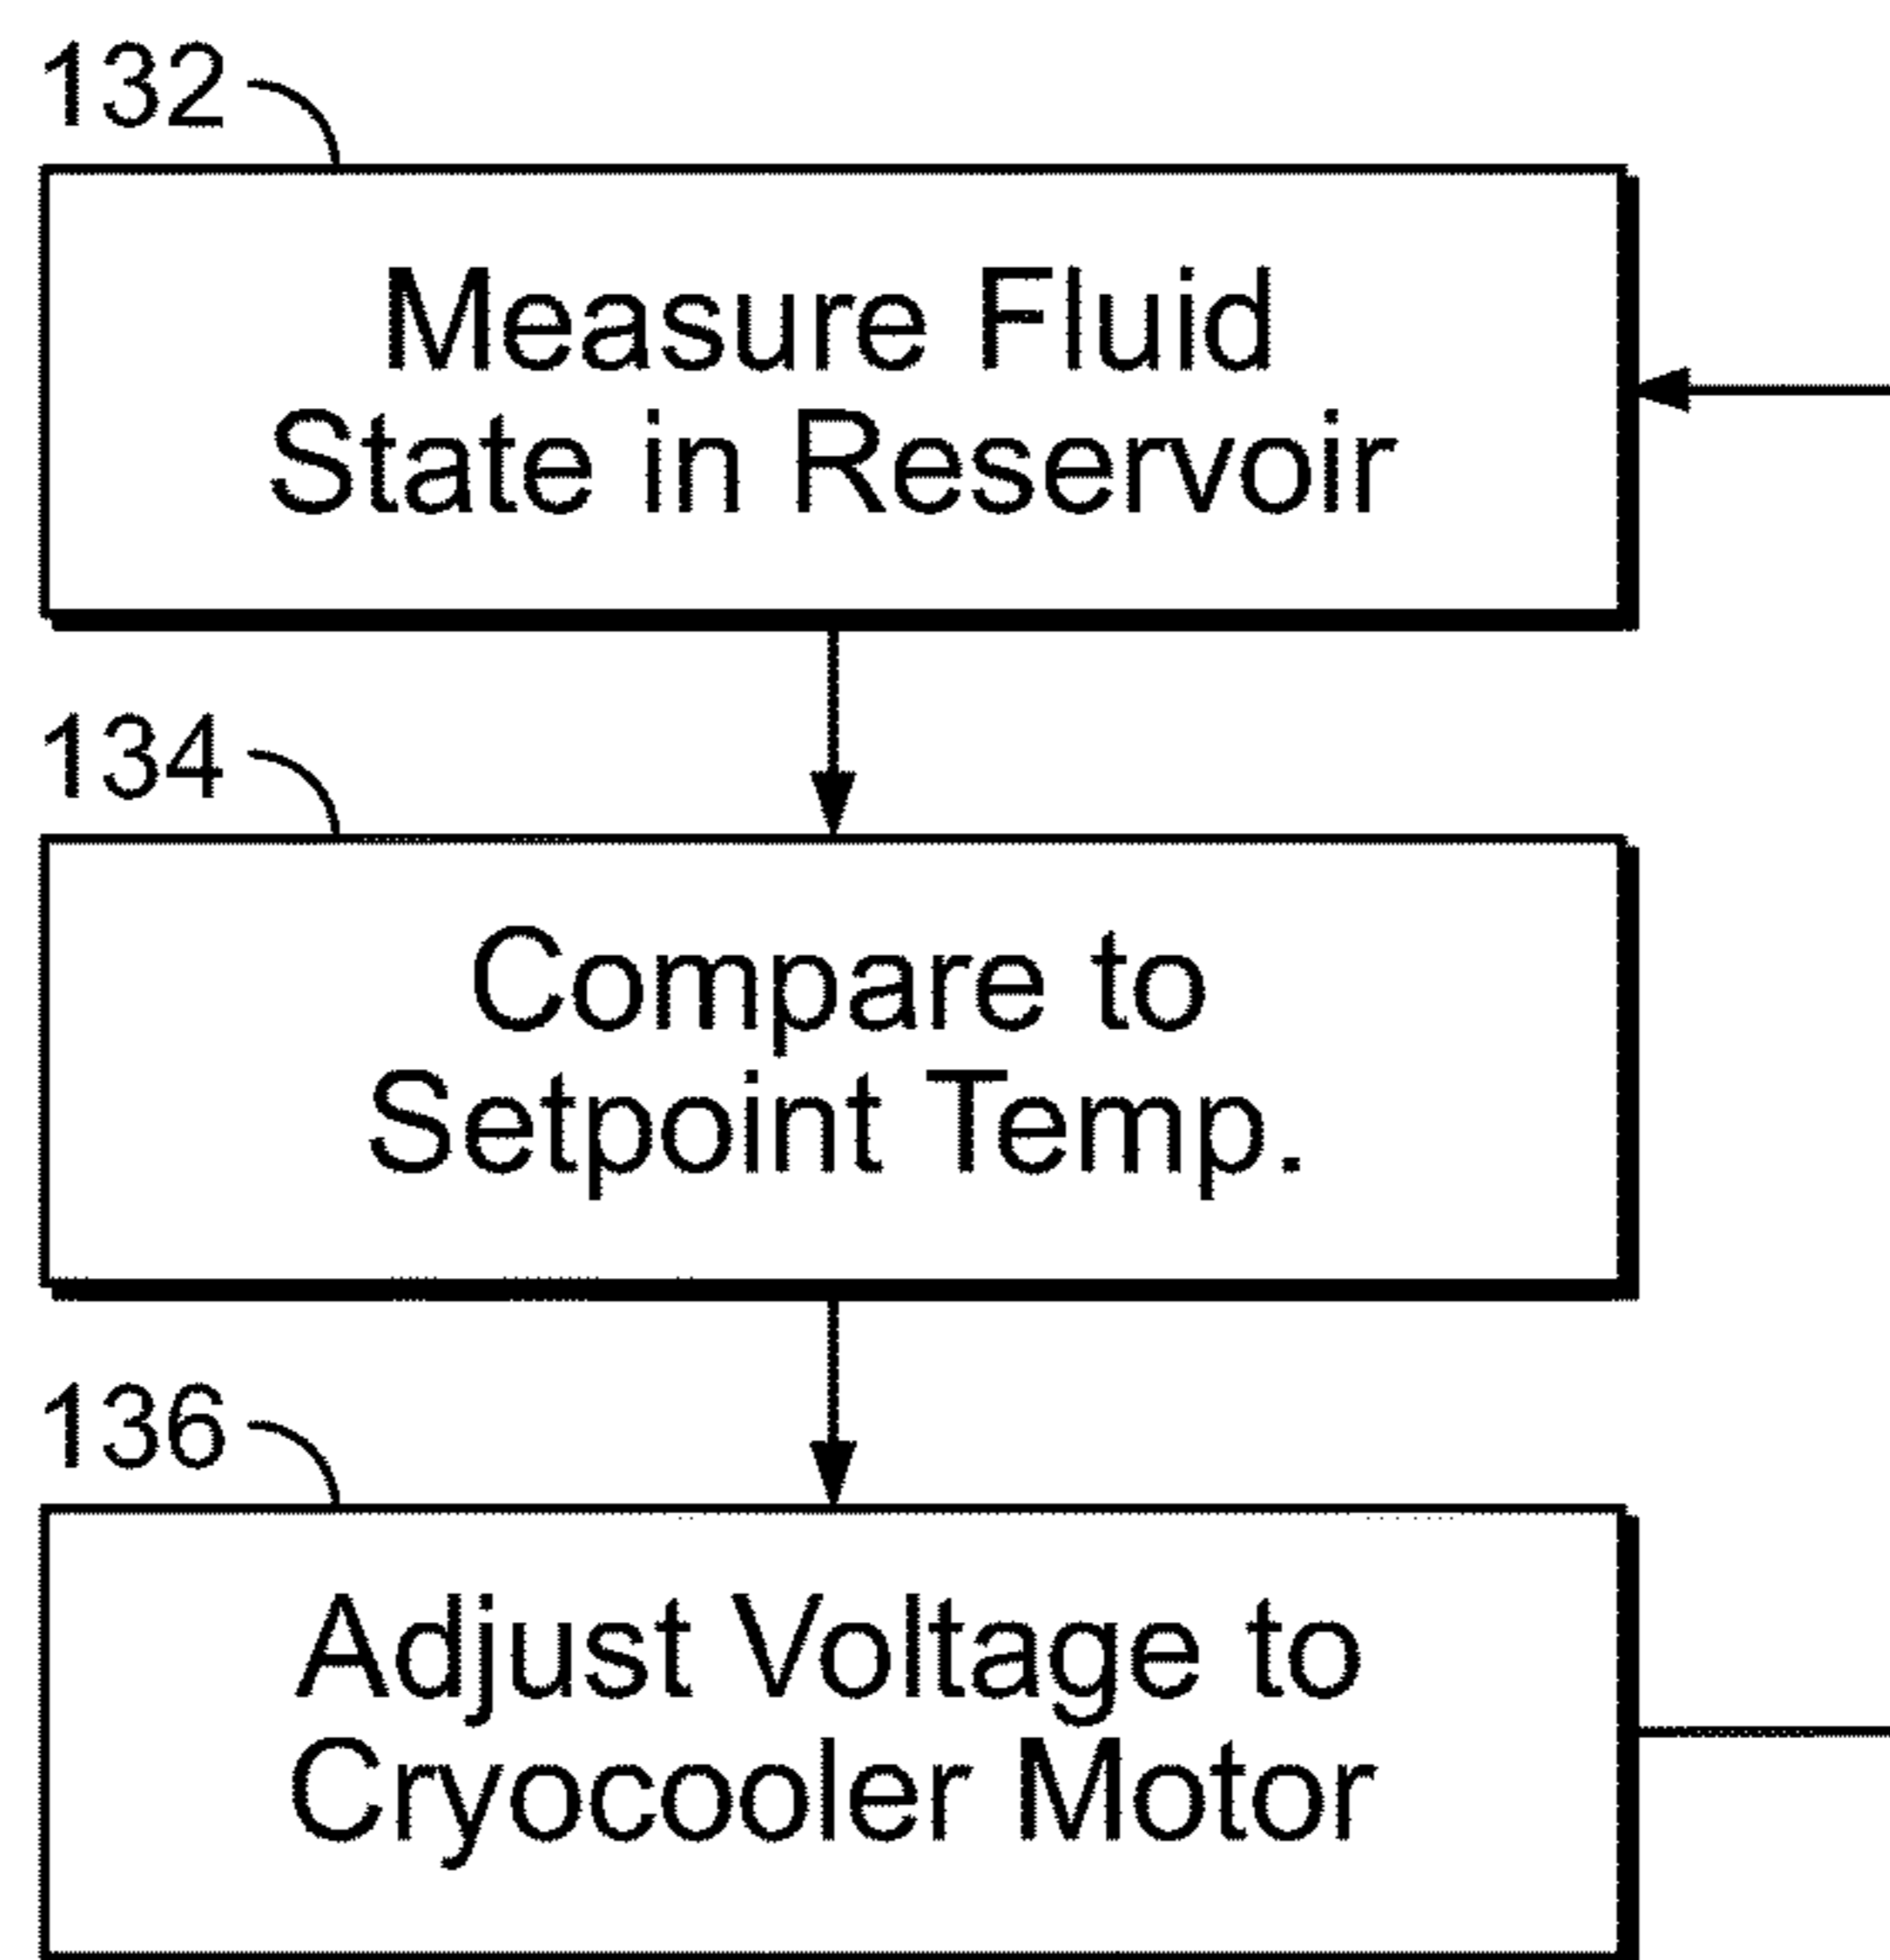 132
Measure Fluid
State in Reservoir
134
Compare to
Setpoint Temp.
136
Adjust Voltage to
Cryocooler Motor